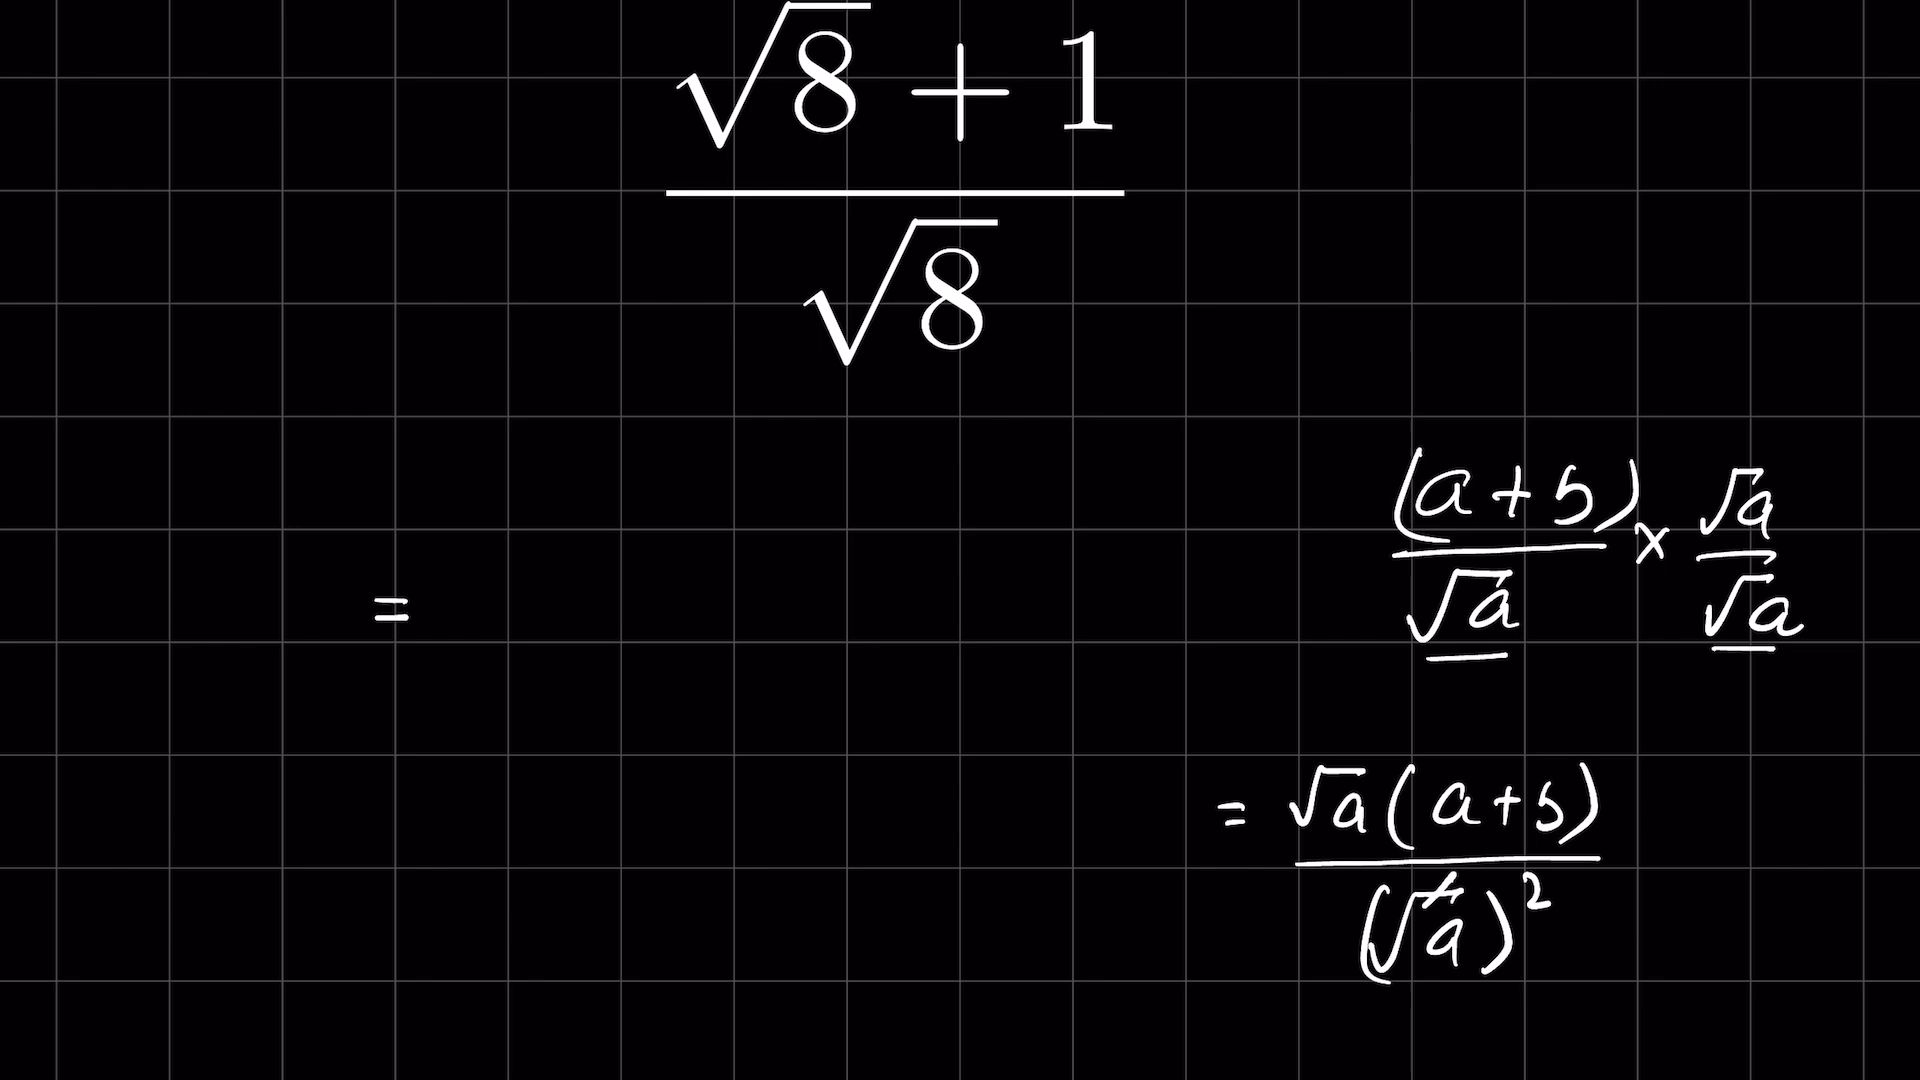 √8 + 1
√8
(a + b) × √a
√a √a
=
= √a (a+b)
(√a)²